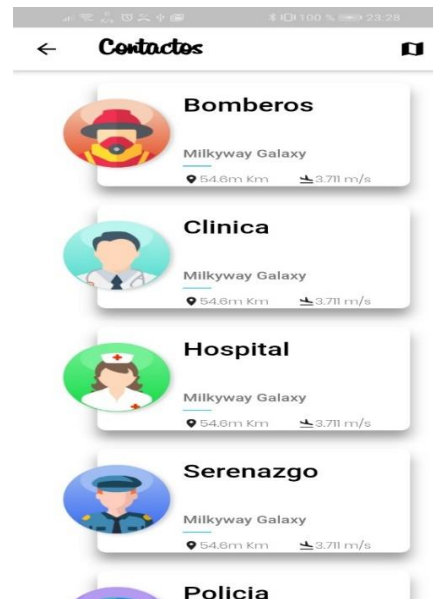 100 % 23:28
Contactos
Bomberos
Milkyway Galaxy
54.6m Km 3.711 m/s
Clinica
Milkyway Galaxy
54.6m Km 3.711 m/s
Hospital
Milkyway Galaxy
54.6m Km 3.711 m/s
Serenazgo
Milkyway Galaxy
54.6m Km 3.711 m/s
Policia